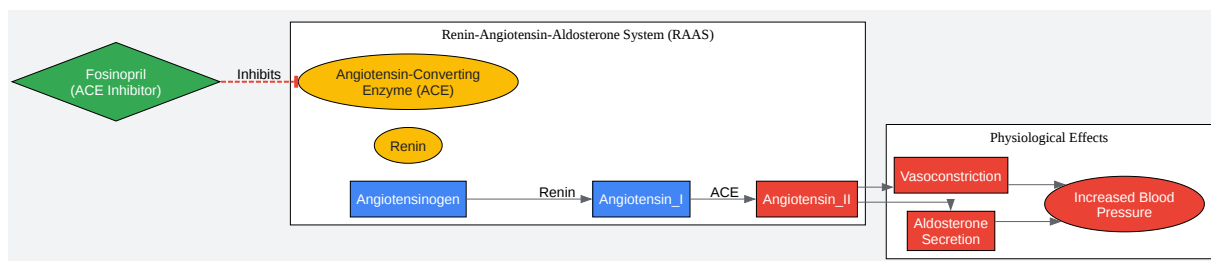 Renin-Angiotensin-Aldosterone System (RAAS)
Fosinopril
(ACE Inhibitor)
Inhibits
Angiotensin-Converting
Enzyme (ACE)
Renin
Angiotensinogen
Renin
Angiotensin_I
ACE
Angiotensin_II
Physiological Effects
Vasoconstriction
Aldosterone
Secretion
Increased Blood
Pressure